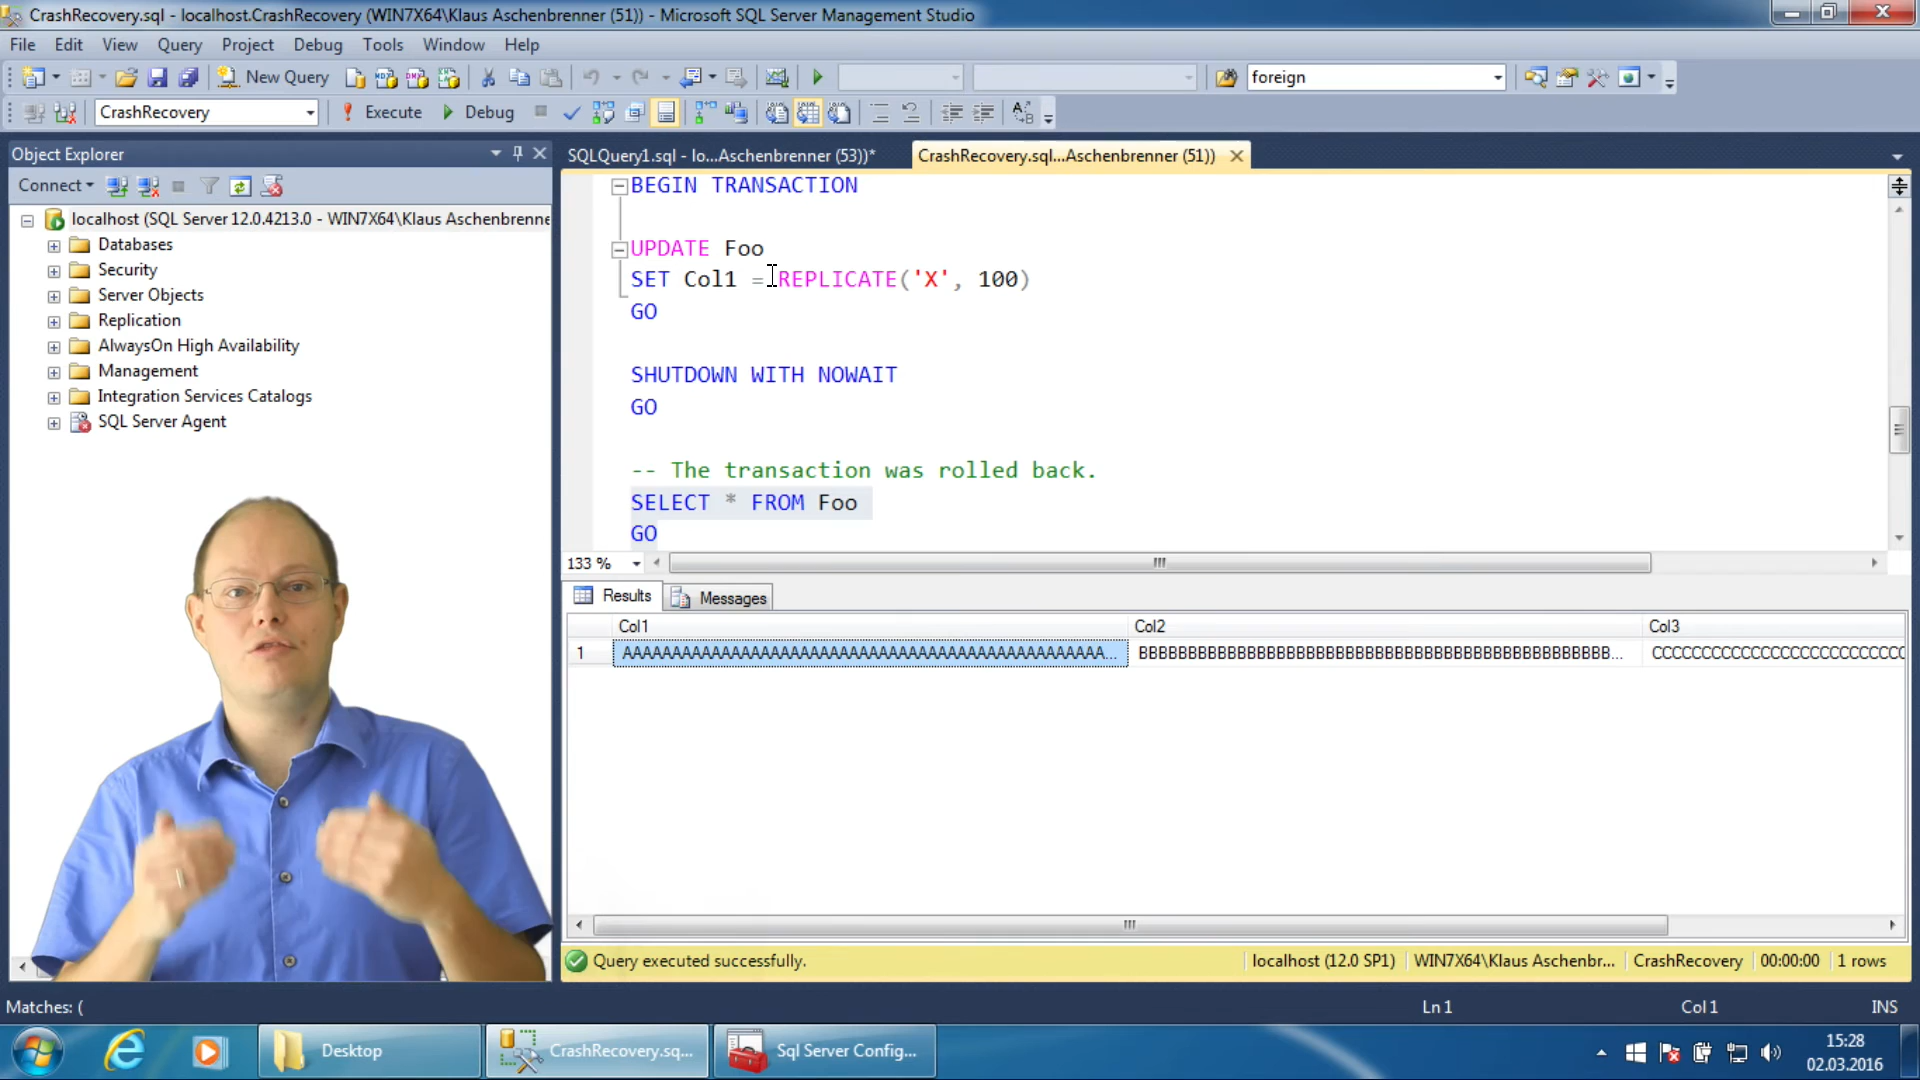 CrashRecovery.sql - localhost.CrashRecovery (WIN7X64\Klaus Aschenbrenner (51)) - Microsoft SQL Server Management Studio
File Edit View Query Project Debug Tools Window Help
New Query foreign
CrashRecovery Execute Debug
Object Explorer
Connect
localhost (SQL Server 12.0.4213.0 - WIN7X64\Klaus Aschenbrenne
Databases
Security
Server Objects
Replication
AlwaysOn High Availability
Management
Integration Services Catalogs
SQL Server Agent
SQLQuery1.sql - lo...Aschenbrenner (53))* CrashRecovery.sql...Aschenbrenner (51))
BEGIN TRANSACTION
UPDATE Foo
SET Col1 = REPLICATE('X', 100)
GO
SHUTDOWN WITH NOWAIT
GO
-- The transaction was rolled back.
SELECT * FROM Foo
GO
133 %
Results Messages
Col1 Col2 Col3
1
Query executed successfully. localhost (12.0 SP1) WIN7X64\Klaus Aschenbr... CrashRecovery 00:00:00 1 rows
Matches: ( Ln 1 Col 1 INS
Desktop CrashRecovery.sq... Sql Server Config...
15:28
02.03.2016